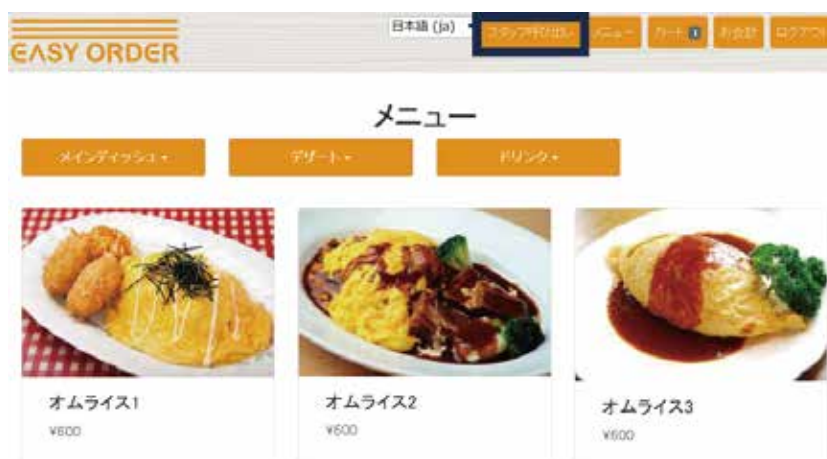 EASY ORDER
日本語 (ja)
スタッフ呼び出し
メニュー
カート 1
お会計
ログアウト
メニュー
メインディッシュ
デザート
ドリンク
オムライス1
¥600
オムライス2
¥600
オムライス3
¥600